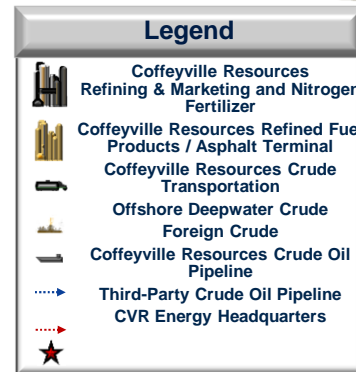 Legend
Coffeyville Resources
Refining & Marketing and Nitrogen
Fertilizer
Coffeyville Resources Refined Fue
Products / Asphalt Terminal
Coffeyville Resources Crude
Transportation
Offshore Deepwater Crude
Foreign Crude
Coffeyville Resources Crude Oil
Pipeline
Third-Party Crude Oil Pipeline
CVR Energy Headquarters